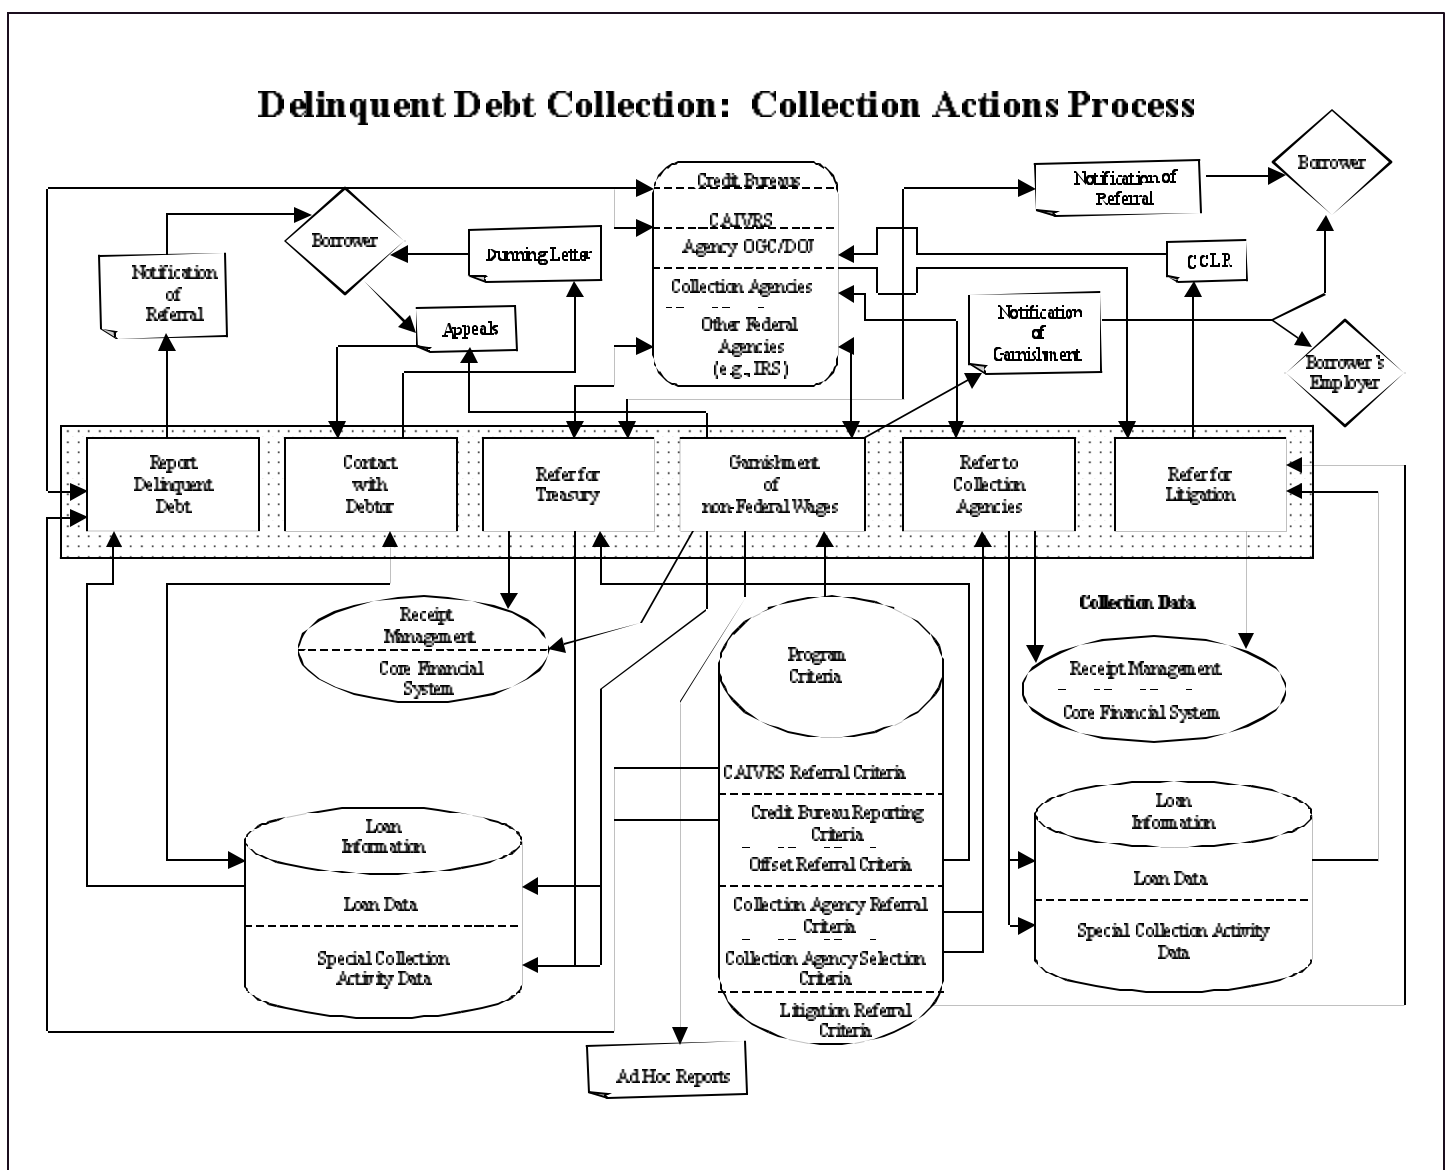 Delinquent Debt Collection: Collection Actions Process
Borrower
Notification of
Referral
Credit Bureaus
CAIVRS
Agency OGC/DOJ
Collection Agencies
Other Federal
Agencies
(e.g., IRS)
Borrower
Dunning Letter
CCLR
Notification
of
Referral
Appeals
Notification
of
Garnishment
Borrower's
Employer
Report
Delinquent
Debt
Contact
with
Debtor
Refer for
Treasury
Garnishment
of
non-Federal Wages
Refer to
Collection
Agencies
Refer for
Litigation
Collection Data
Receipt
Management
Core Financial
System
Program
Criteria
Receipt Management
Core Financial System
CAIVRS Referral Criteria
Credit Bureau Reporting
Criteria
Offset Referral Criteria
Collection Agency Referral
Criteria
Collection Agency Selection
Criteria
Litigation Referral
Criteria
Loan
Information
Loan Data
Special Collection
Activity Data
Loan
Information
Loan Data
Special Collection Activity
Data
Ad Hoc Reports